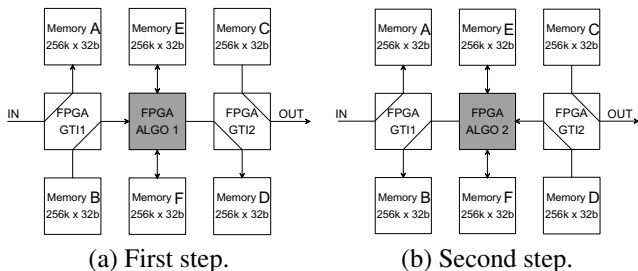 Memory A
256k x 32b
Memory E
256k x 32b
Memory C
256k x 32b
IN
FPGA
GTI1
FPGA
ALGO 1
FPGA
GTI2
OUT
Memory B
256k x 32b
Memory F
256k x 32b
Memory D
256k x 32b
(a) First step.
Memory A
256k x 32b
Memory E
256k x 32b
Memory C
256k x 32b
IN
FPGA
GTI1
FPGA
ALGO 2
FPGA
GTI2
OUT
Memory B
256k x 32b
Memory F
256k x 32b
Memory D
256k x 32b
(b) Second step.